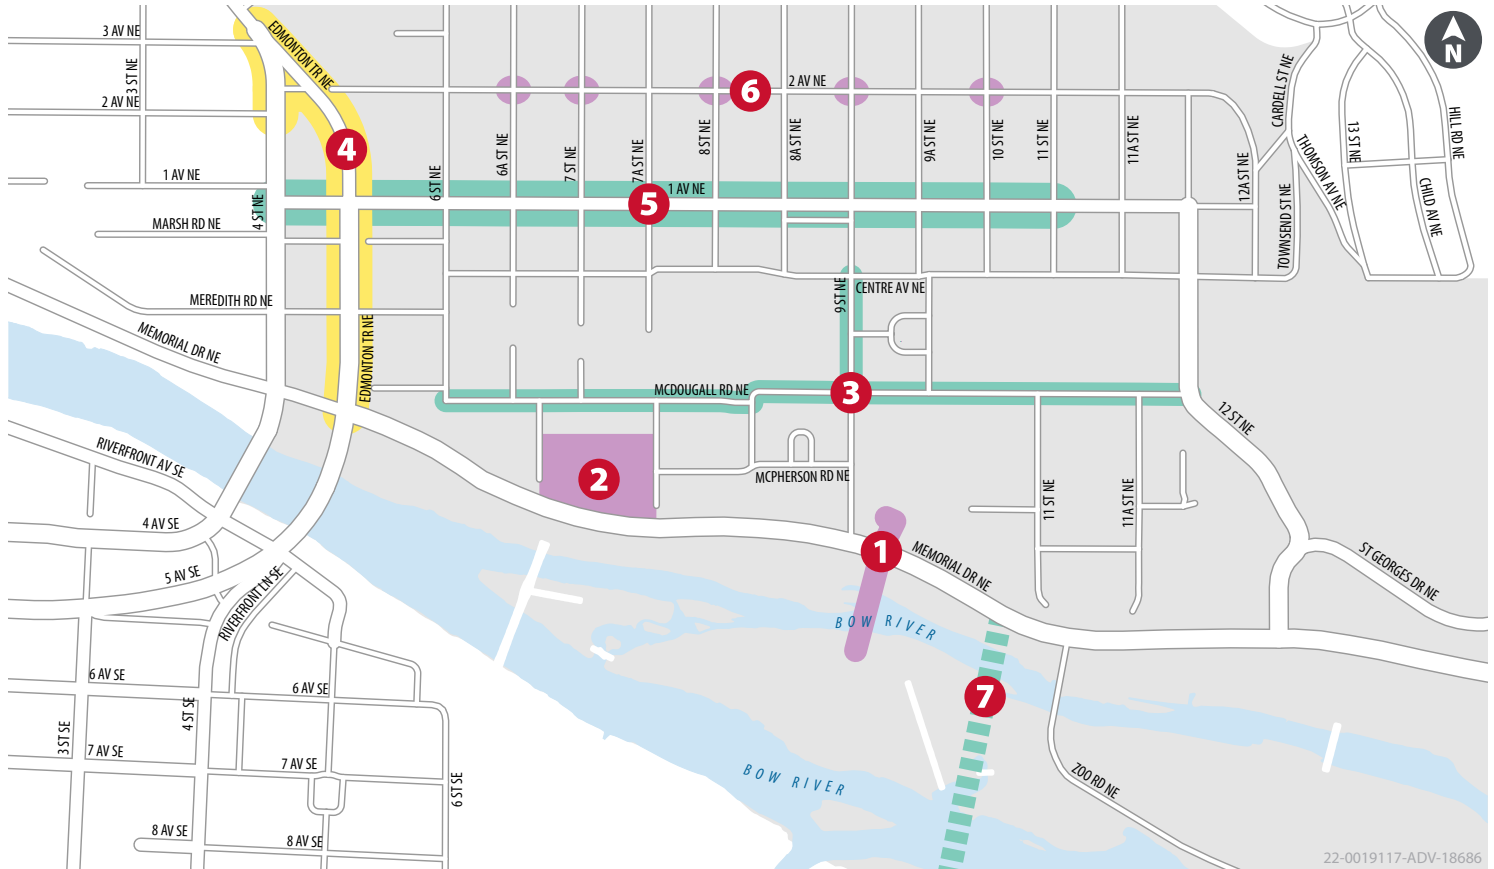 3 AV NE
EDMONTON TR NE
N
3 ST NE
2 AV NE
6
2 AV NE
CARDELL ST NE
HILL RD NE
4
6A ST NE
7 ST NE
7A ST NE
8 ST NE
8A ST NE
9A ST NE
10 ST NE
11 ST NE
11A ST NE
12A ST NE
THOMSON AV NE
13 ST NE
CHILD AV NE
1 AV NE
6 ST NE
1 AV NE
5
4 ST NE
MARSH RD NE
TOWNSEND ST NE
MEREDITH RD NE
9 ST NE
CENTRE AV NE
MEMORIAL DR NE
EDMONTON TR NE
MCDOUGALL RD NE
3
12 ST NE
RIVERFRONT AV SE
2
MCPHERSON RD NE
11 ST NE
11A ST NE
4 AV SE
1
MEMORIAL DR NE
ST GEORGES DR NE
5 AV SE
RIVERFRONT LN SE
BOW RIVER
6 AV SE
6 AV SE
7
4 ST SE
3 ST SE
7 AV SE
7 AV SE
6 ST SE
BOW RIVER
ZOO RD NE
8 AV SE
8 AV SE
22-0019117-ADV-18686